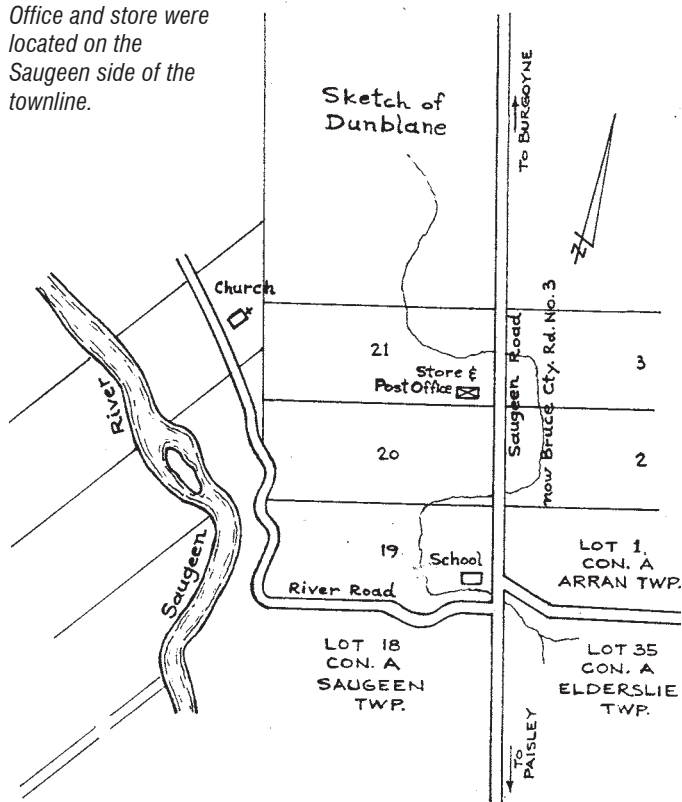 Office and store were
located on the
Saugeen side of the
townline.
Sketch of
Dunblane
TO BURGOYNE
N
Church
21
Store &
Post Office
Saugeen Road
now Bruce Cty. Rd. No. 3
3
River
20
2
Saugeen
19
School
River Road
LOT 1,
CON. A
ARRAN TWP.
LOT 18
CON. A
SAUGEEN
TWP.
LOT 35
CON. A
ELDERSLIE
TWP.
TO
PAISLEY